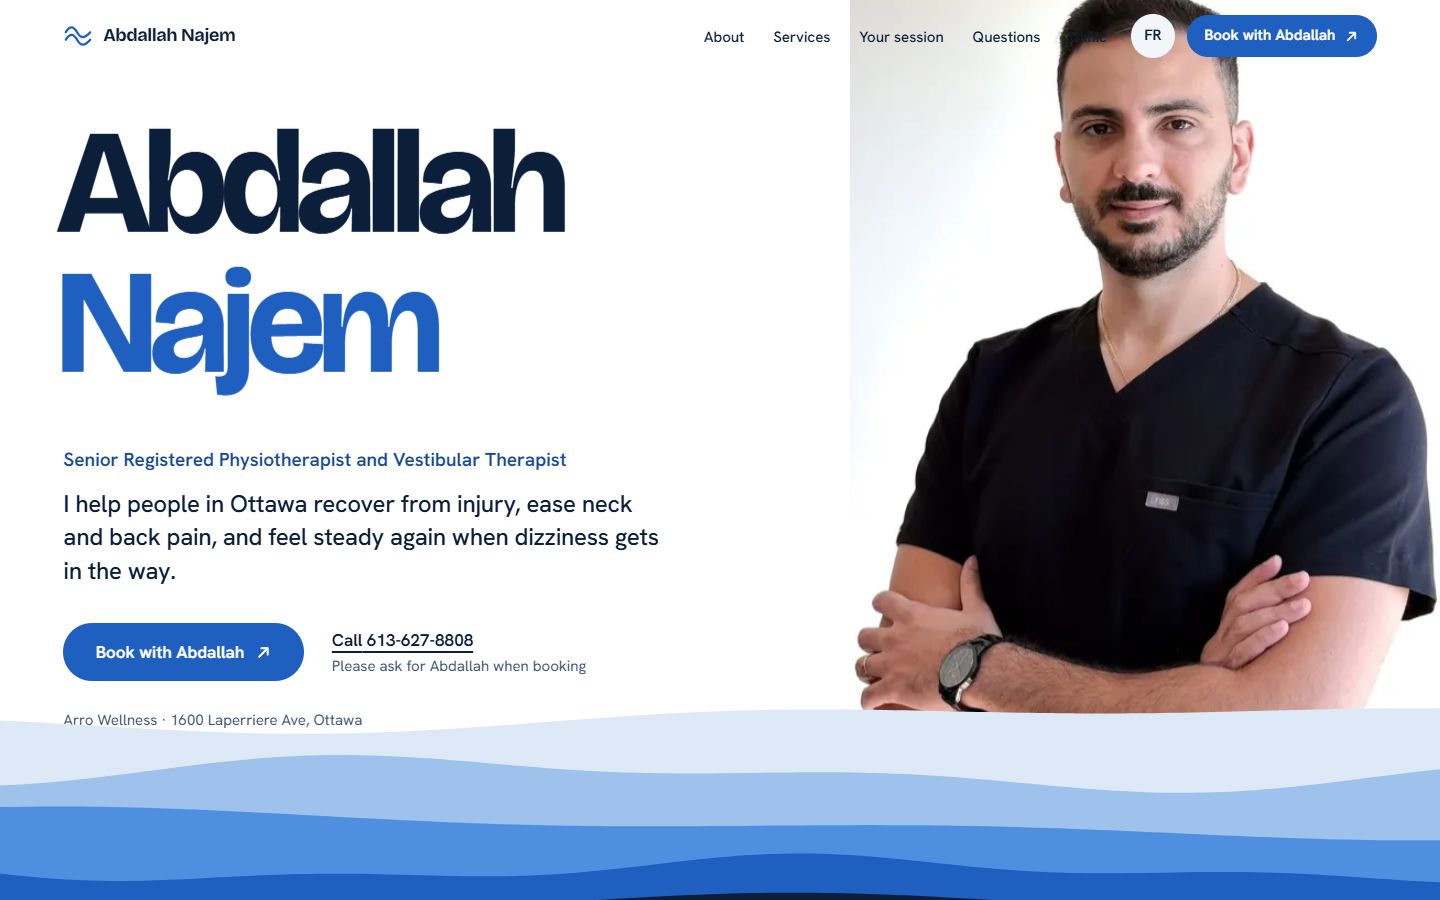 Abdallah Najem
About
Services
Your session
Questions
Clinic
FR
Book with Abdallah
Abdallah
Najem
Senior Registered Physiotherapist and Vestibular Therapist
I help people in Ottawa recover from injury, ease neck
and back pain, and feel steady again when dizziness gets
in the way.
Book with Abdallah
Call 613-627-8808
Please ask for Abdallah when booking
Arro Wellness · 1600 Laperriere Ave, Ottawa